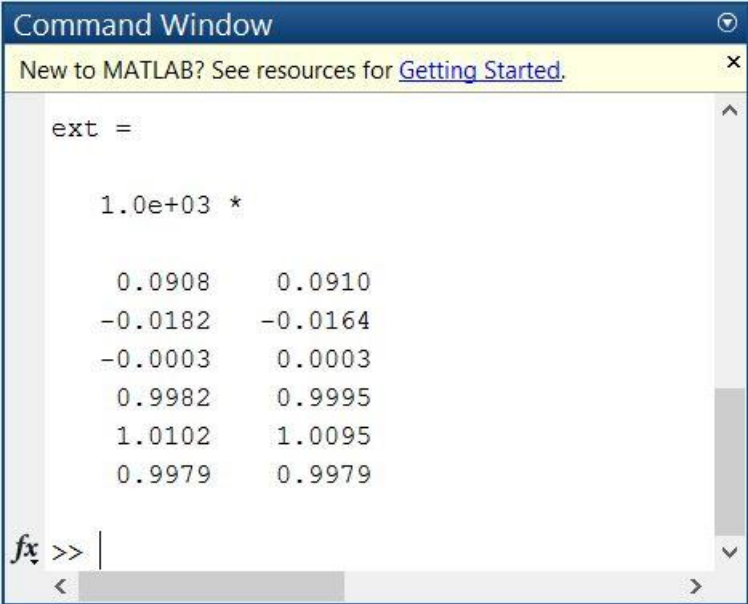 Command Window
New to MATLAB? See resources for Getting Started.
ext =
1.0e+03 *
0.0908 0.0910
-0.0182 -0.0164
-0.0003 0.0003
0.9982 0.9995
1.0102 1.0095
0.9979 0.9979
fx >>